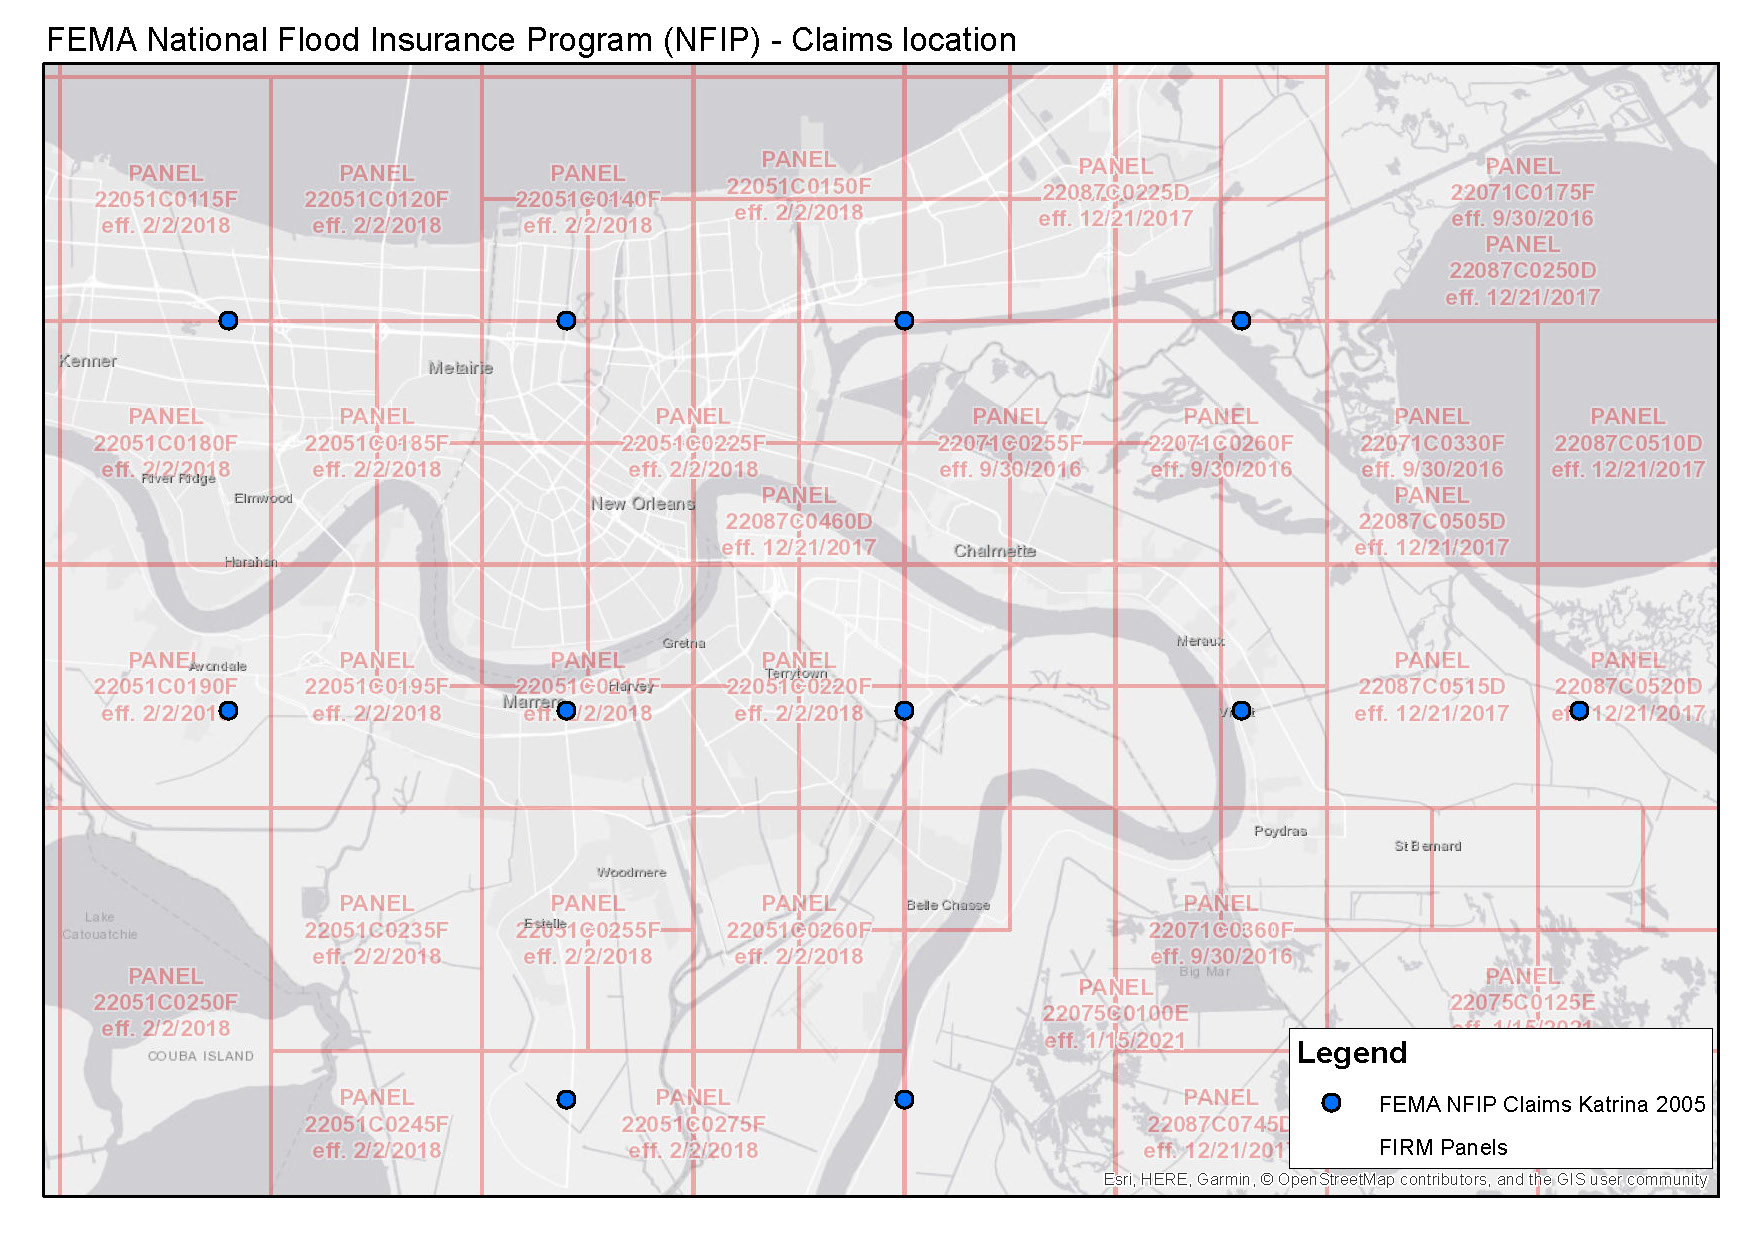 FEMA National Flood Insurance Program (NFIP) - Claims location
PANEL
22051C0115F
eff. 2/2/2018
PANEL
22051C0120F
eff. 2/2/2018
PANEL
22051C0140F
eff. 2/2/2018
PANEL
22051C0150F
eff. 2/2/2018
PANEL
22087C0225D
eff. 12/21/2017
PANEL
22071C0175F
eff. 9/30/2016
PANEL
22087C0250D
eff. 12/21/2017
Kenner
Metairie
PANEL
22051C0180F
eff. 2/2/2018
PANEL
22051C0185F
eff. 2/2/2018
PANEL
22051C0225F
eff. 2/2/2018
PANEL
22071C0255F
eff. 9/30/2016
PANEL
22071C0260F
eff. 9/30/2016
PANEL
22071C0330F
eff. 9/30/2016
PANEL
22087C0510D
eff. 12/21/2017
River Ridge
Elmwood
New Orleans
PANEL
22087C0460D
eff. 12/21/2017
PANEL
22087C0505D
eff. 12/21/2017
Harahan
Chalmette
Gretna
Meraux
PANEL
22051C0190F
eff. 2/2/201
Avondale
PANEL
22051C0195F
eff. 2/2/2018
PANEL
Harvey
Marrero
PANEL
22051C0220F
eff. 2/2/2018
Terrytown
PANEL
22087C0515D
eff. 12/21/2017
PANEL
22087C0520D
12/21/2017
Poydras
St Bernard
Woodmere
Belle Chasse
Estelle
Lake
Catouatchie
PANEL
22051C0235F
eff. 2/2/2018
PANEL
22051C0255F
eff. 2/2/2018
PANEL
22051C0260F
eff. 2/2/2018
PANEL
22071C0360F
eff. 9/30/2016
Big Mar
PANEL
22051C0250F
eff. 2/2/2018
COUBA ISLAND
PANEL
22075C0100E
eff. 1/15/2021
PANEL
22075C0125E
eff. 1/15/2021
PANEL
22051C0245F
eff. 2/2/2018
PANEL
22051C0275F
eff. 2/2/2018
PANEL
22087C0745D
eff. 12/21/201
Legend
FEMA NFIP Claims Katrina 2005
FIRM Panels
Esri, HERE, Garmin, © OpenStreetMap contributors, and the GIS user community